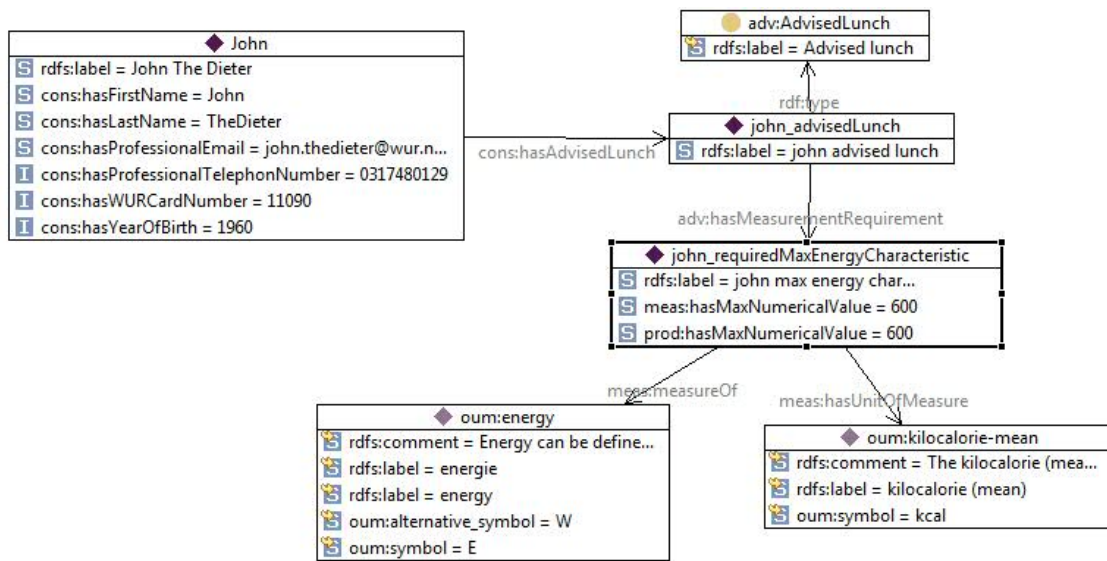 John
rdfs:label = John The Dieter
cons:hasFirstName = John
cons:hasLastName = TheDieter
cons:hasProfessionalEmail = john.thedieter@wur.n...
cons:hasProfessionalTelephonNumber = 0317480129
cons:hasWURCardNumber = 11090
cons:hasYearOfBirth = 1960
adv:AdvisedLunch
rdfs:label = Advised lunch
rdf:type
cons:hasAdvisedLunch
john_advisedLunch
rdfs:label = john advised lunch
adv:hasMeasurementRequirement
john_requiredMaxEnergyCharacteristic
rdfs:label = john max energy char...
meas:hasMaxNumericalValue = 600
prod:hasMaxNumericalValue = 600
meas:measureOf
meas:hasUnitOfMeasure
oum:energy
rdfs:comment = Energy can be define...
rdfs:label = energie
rdfs:label = energy
oum:alternative_symbol = W
oum:symbol = E
oum:kilocalorie-mean
rdfs:comment = The kilocalorie (mea...
rdfs:label = kilocalorie (mean)
oum:symbol = kcal